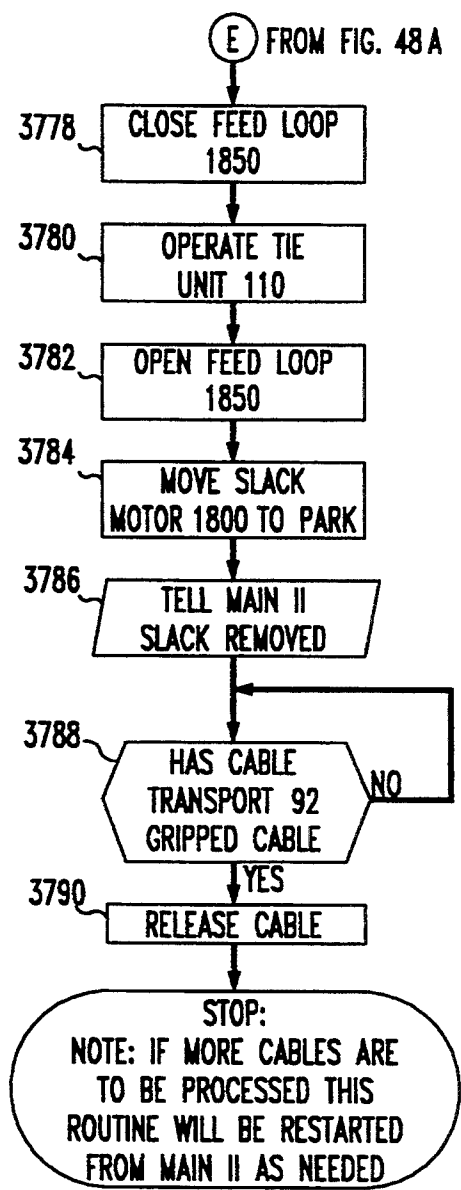 E FROM FIG. 48A
3778
CLOSE FEED LOOP
1850
3780
OPERATE TIE
UNIT 110
3782
OPEN FEED LOOP
1850
3784
MOVE SLACK
MOTOR 1800 TO PARK
3786
TELL MAIN II
SLACK REMOVED
3788
HAS CABLE
TRANSPORT 92
GRIPPED CABLE
NO
YES
3790
RELEASE CABLE
STOP:
NOTE: IF MORE CABLES ARE
TO BE PROCESSED THIS
ROUTINE WILL BE RESTARTED
FROM MAIN II AS NEEDED